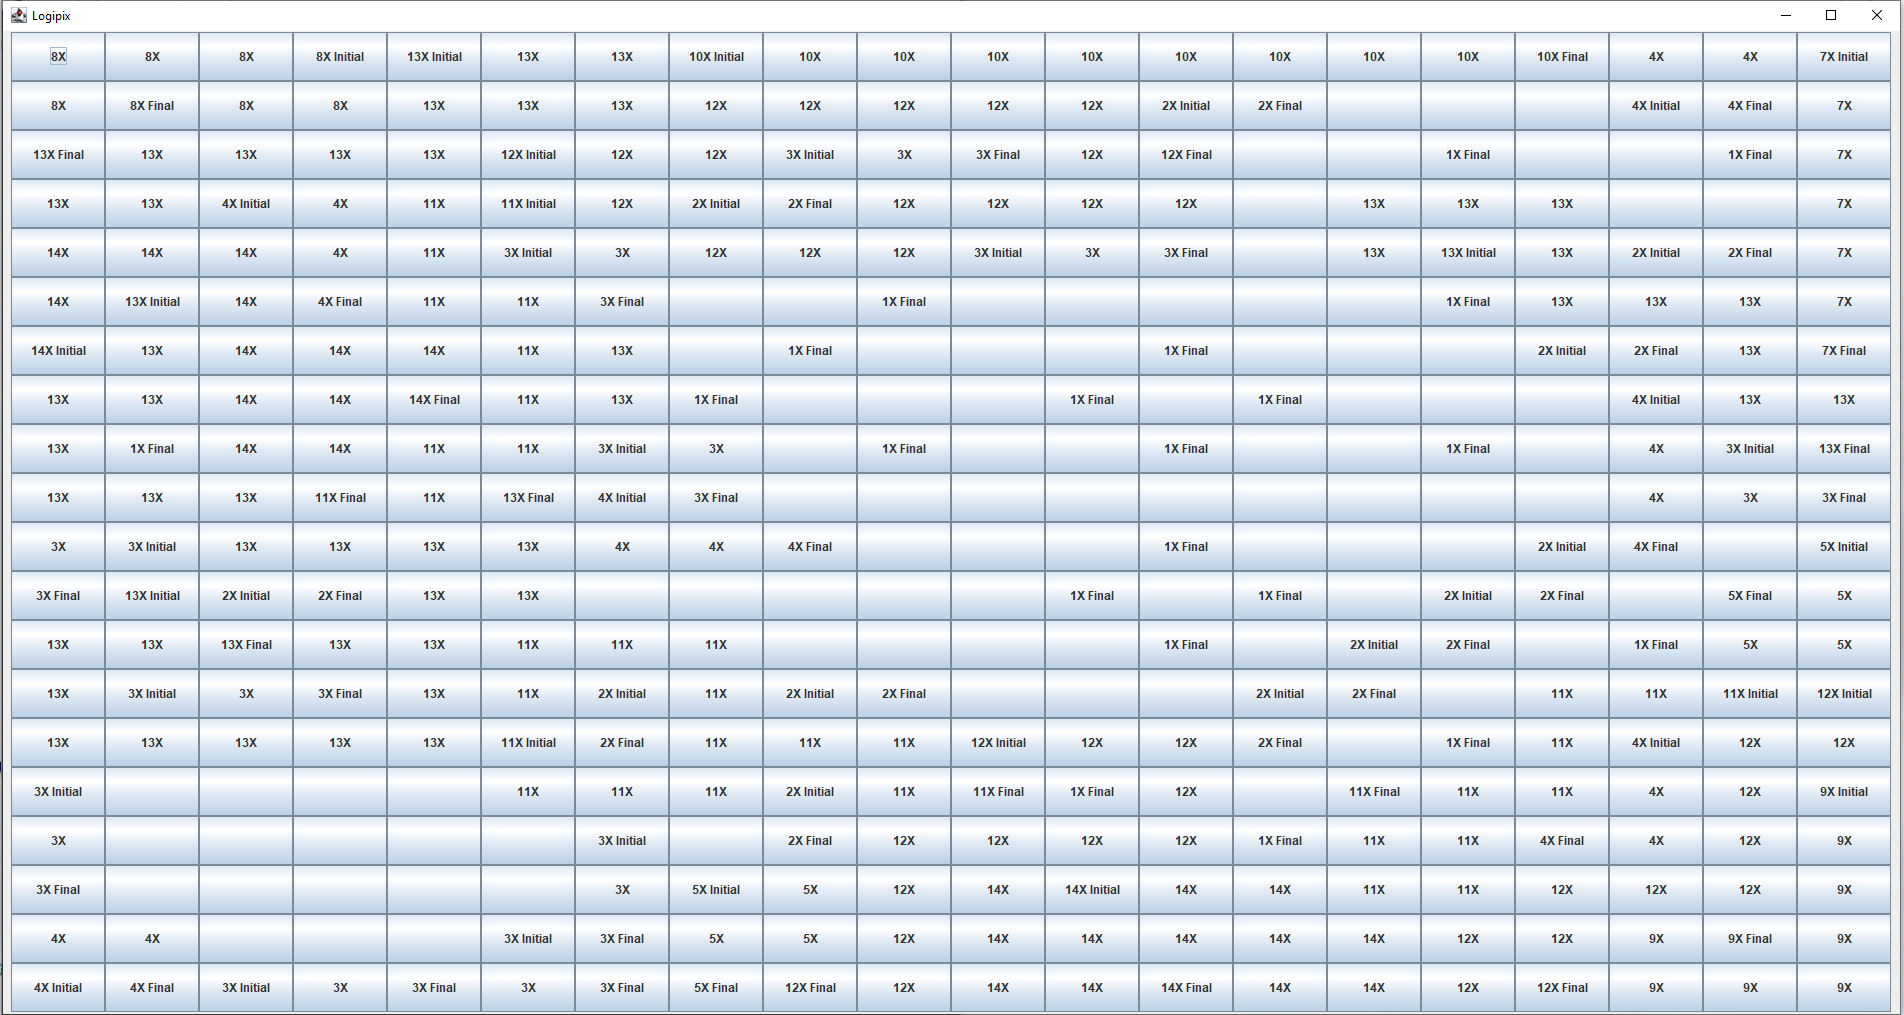 Logipix
8X 8X 8X 8X Initial 13X Initial 13X 13X 10X Initial 10X 10X 10X 10X 10X 10X 10X 10X 10X Final 4X 4X 7X Initial
8X 8X Final 8X 8X 13X 13X 13X 12X 12X 12X 12X 12X 2X Initial 2X Final 4X Initial 4X Final 7X
13X Final 13X 13X 13X 13X 12X Initial 12X 12X 3X Initial 3X 3X Final 12X 12X Final 1X Final 1X Final 7X
13X 13X 4X Initial 4X 11X 11X Initial 12X 2X Initial 2X Final 12X 12X 12X 12X 13X 13X 13X 7X
14X 14X 14X 4X 11X 3X Initial 3X 12X 12X 12X 3X Initial 3X 3X Final 13X 13X Initial 13X 2X Initial 2X Final 7X
14X 13X Initial 14X 4X Final 11X 11X 3X Final 1X Final 1X Final 13X 13X 13X 7X
14X Initial 13X 14X 14X 14X 11X 13X 1X Final 1X Final 2X Initial 2X Final 13X 7X Final
13X 13X 14X 14X 14X Final 11X 13X 1X Final 1X Final 1X Final 4X Initial 13X 13X
13X 1X Final 14X 14X 11X 11X 3X Initial 3X 1X Final 1X Final 1X Final 4X 3X Initial 13X Final
13X 13X 13X 11X Final 11X 13X Final 4X Initial 3X Final 4X 3X 3X Final
3X 3X Initial 13X 13X 13X 13X 4X 4X 4X Final 1X Final 2X Initial 4X Final 5X Initial
3X Final 13X Initial 2X Initial 2X Final 13X 13X 1X Final 1X Final 2X Initial 2X Final 5X Final 5X
13X 13X 13X Final 13X 13X 11X 11X 11X 1X Final 2X Initial 2X Final 1X Final 5X 5X
13X 3X Initial 3X 3X Final 13X 11X 2X Initial 11X 2X Initial 2X Final 2X Initial 2X Final 11X 11X 11X Initial 12X Initial
13X 13X 13X 13X 13X 11X Initial 2X Final 11X 11X 11X 12X Initial 12X 12X 2X Final 1X Final 11X 4X Initial 12X 12X
3X Initial 11X 11X 11X 2X Initial 11X 11X Final 1X Final 12X 11X Final 11X 11X 4X 12X 9X Initial
3X 3X Initial 2X Final 12X 12X 12X 12X 1X Final 11X 11X 4X Final 4X 12X 9X
3X Final 3X 5X Initial 5X 12X 14X 14X Initial 14X 14X 11X 11X 12X 12X 12X 9X
4X 4X 3X Initial 3X Final 5X 5X 12X 14X 14X 14X 14X 14X 12X 12X 9X 9X Final 9X
4X Initial 4X Final 3X Initial 3X 3X Final 3X 3X Final 5X Final 12X Final 12X 14X 14X 14X Final 14X 14X 12X 12X Final 9X 9X 9X